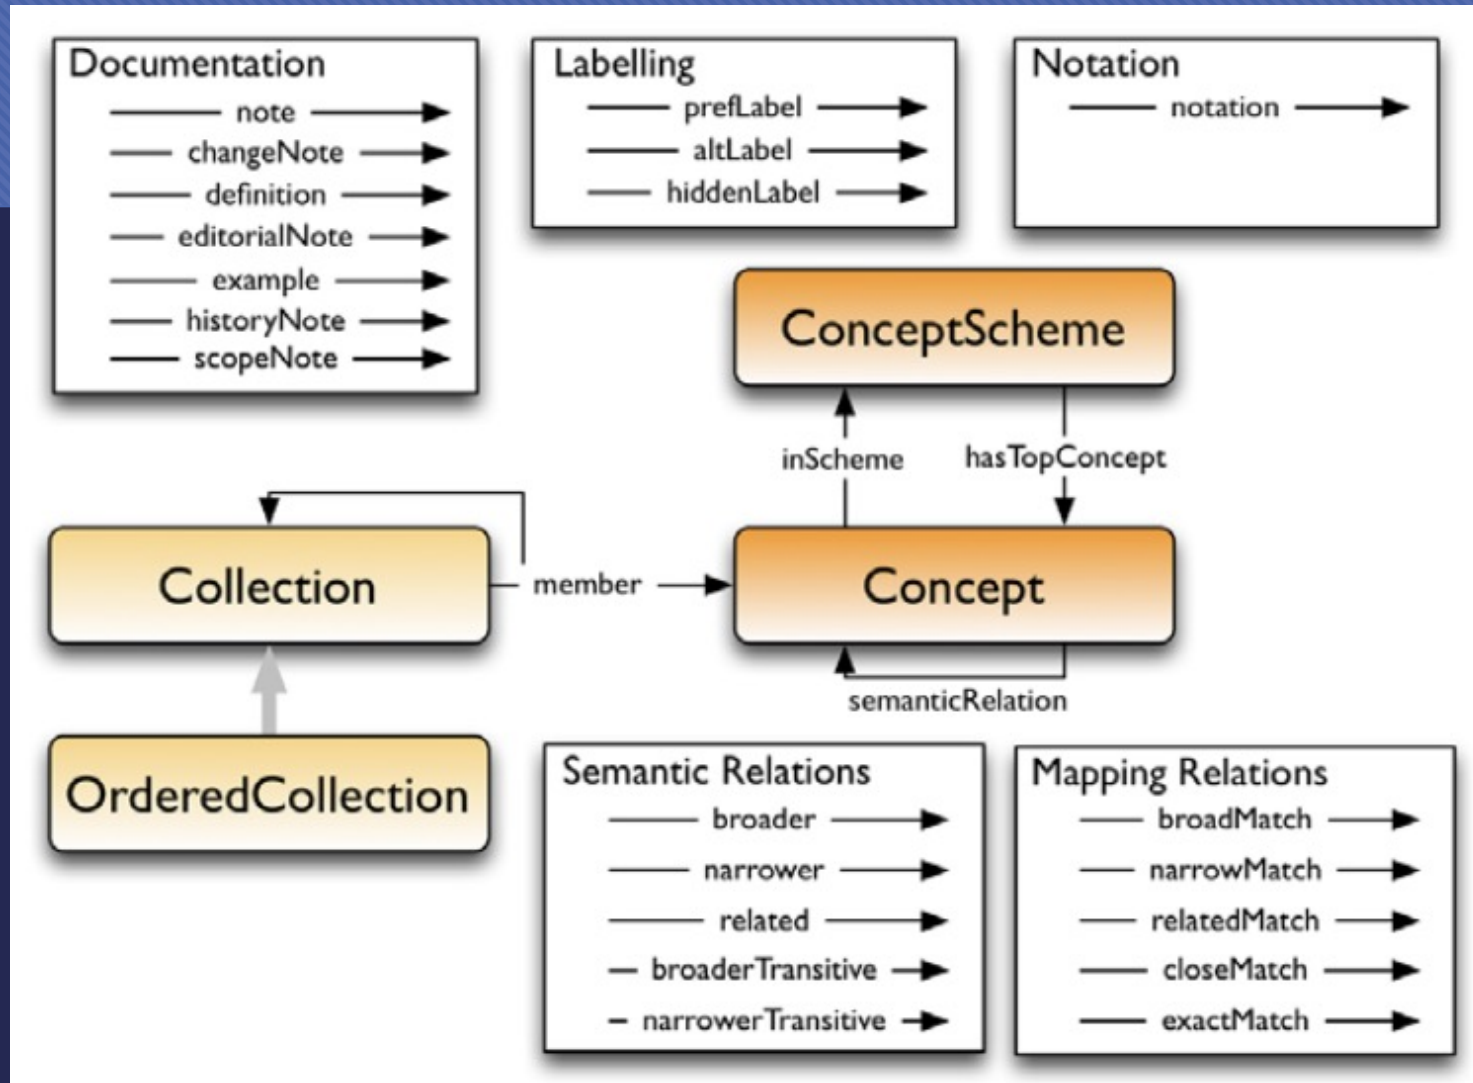 Documentation
note
changeNote
definition
editorialNote
example
historyNote
scopeNote
Labelling
prefLabel
altLabel
hiddenLabel
Notation
notation
ConceptScheme
inScheme
hasTopConcept
Collection
member
Concept
semanticRelation
OrderedCollection
Semantic Relations
broader
narrower
related
broaderTransitive
narrowerTransitive
Mapping Relations
broadMatch
narrowMatch
relatedMatch
closeMatch
exactMatch